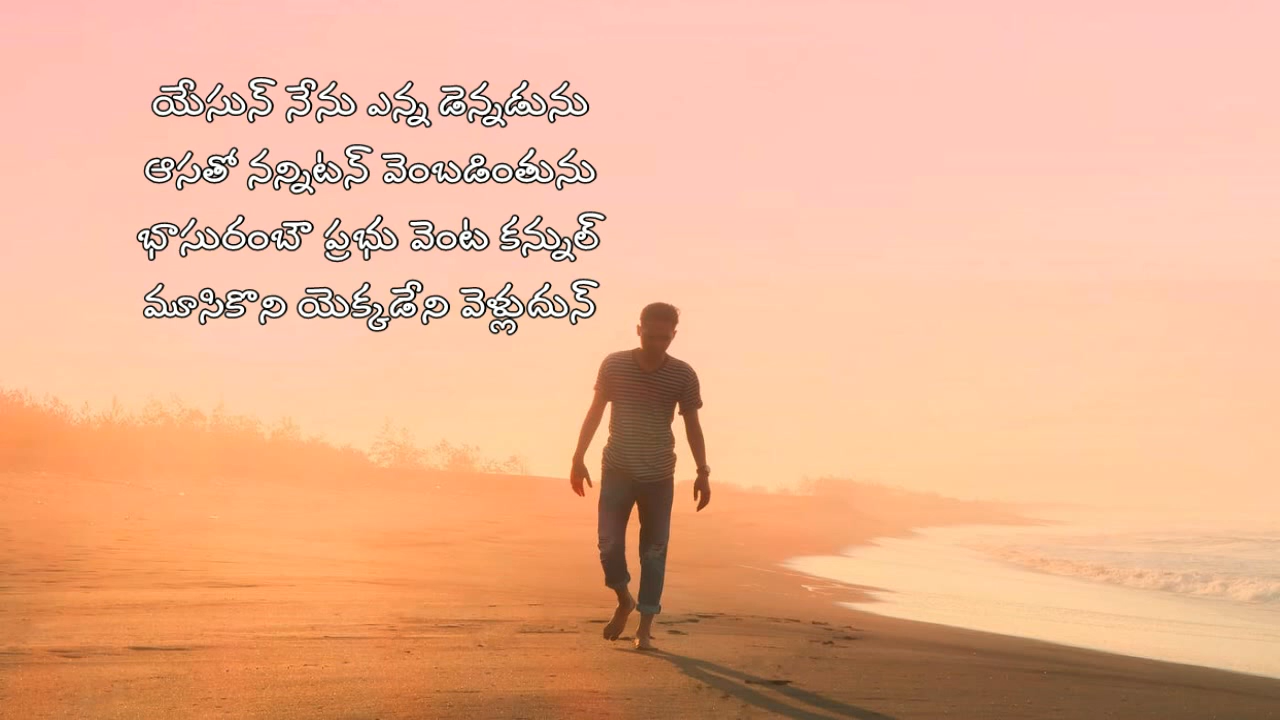 యేసున్ నేను ఎన్న డెన్నడును
ఆసతో నన్నిటన్ వెంబడింతును
భాసురంబౌ ప్రభు వెంట కన్నుల్
మూసికొని యెక్కడేని వెళ్లుదున్